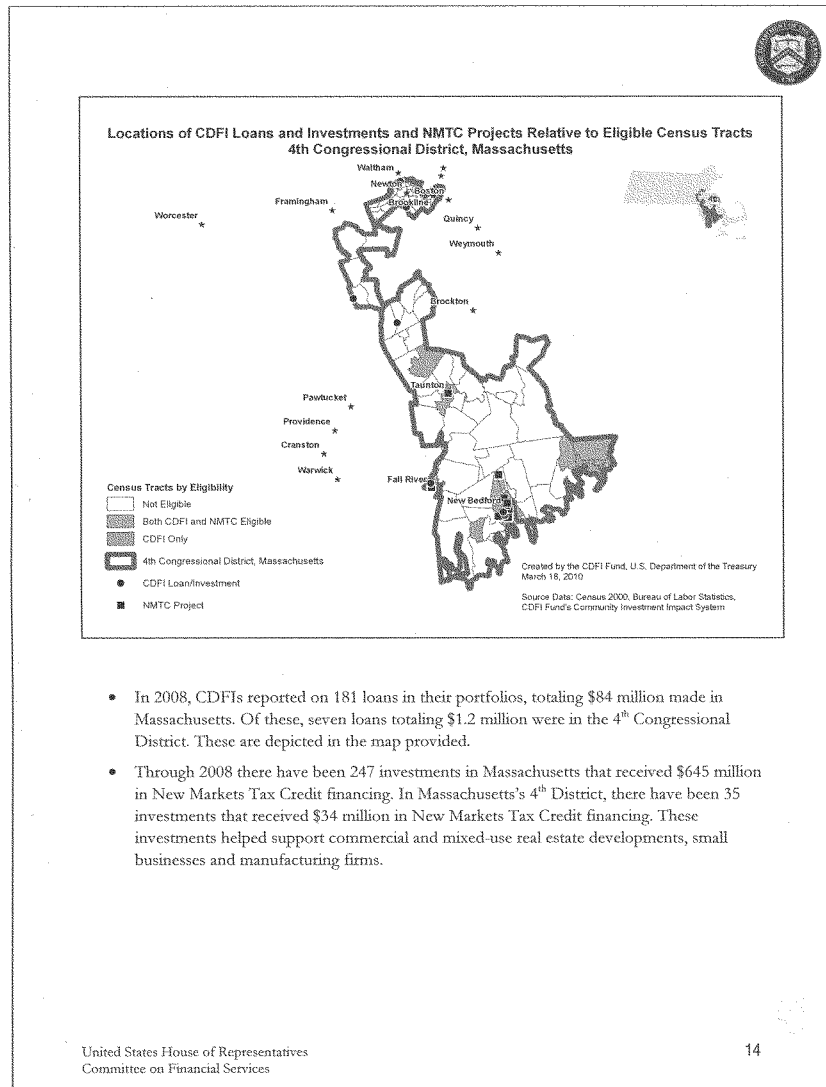 Locations of CDFI Loans and Investments and NMTC Projects Relative to Eligible Census Tracts
4th Congressional District, Massachusetts
Waltham
Newton
Boston
Brookline
Framingham
Worcester
Quincy
Weymouth
Brockton
Taunton
Pawtucket
Providence
Cranston
Warwick
Fall River
New Bedford
Census Tracts by Eligibility
Not Eligible
Both CDFI and NMTC Eligible
CDFI Only
4th Congressional District, Massachusetts
CDFI Loan/Investment
NMTC Project
Created by the CDFI Fund, U.S. Department of the Treasury
March 18, 2010
Source Data: Census 2000, Bureau of Labor Statistics,
CDFI Fund's Community Investment Impact System
• In 2008, CDFIs reported on 181 loans in their portfolios, totaling $84 million made in
Massachusetts. Of these, seven loans totaling $1.2 million were in the 4th Congressional
District. These are depicted in the map provided.
• Through 2008 there have been 247 investments in Massachusetts that received $645 million
in New Markets Tax Credit financing. In Massachusetts's 4th District, there have been 35
investments that received $34 million in New Markets Tax Credit financing. These
investments helped support commercial and mixed-use real estate developments, small
businesses and manufacturing firms.
United States House of Representatives
Committee on Financial Services
14